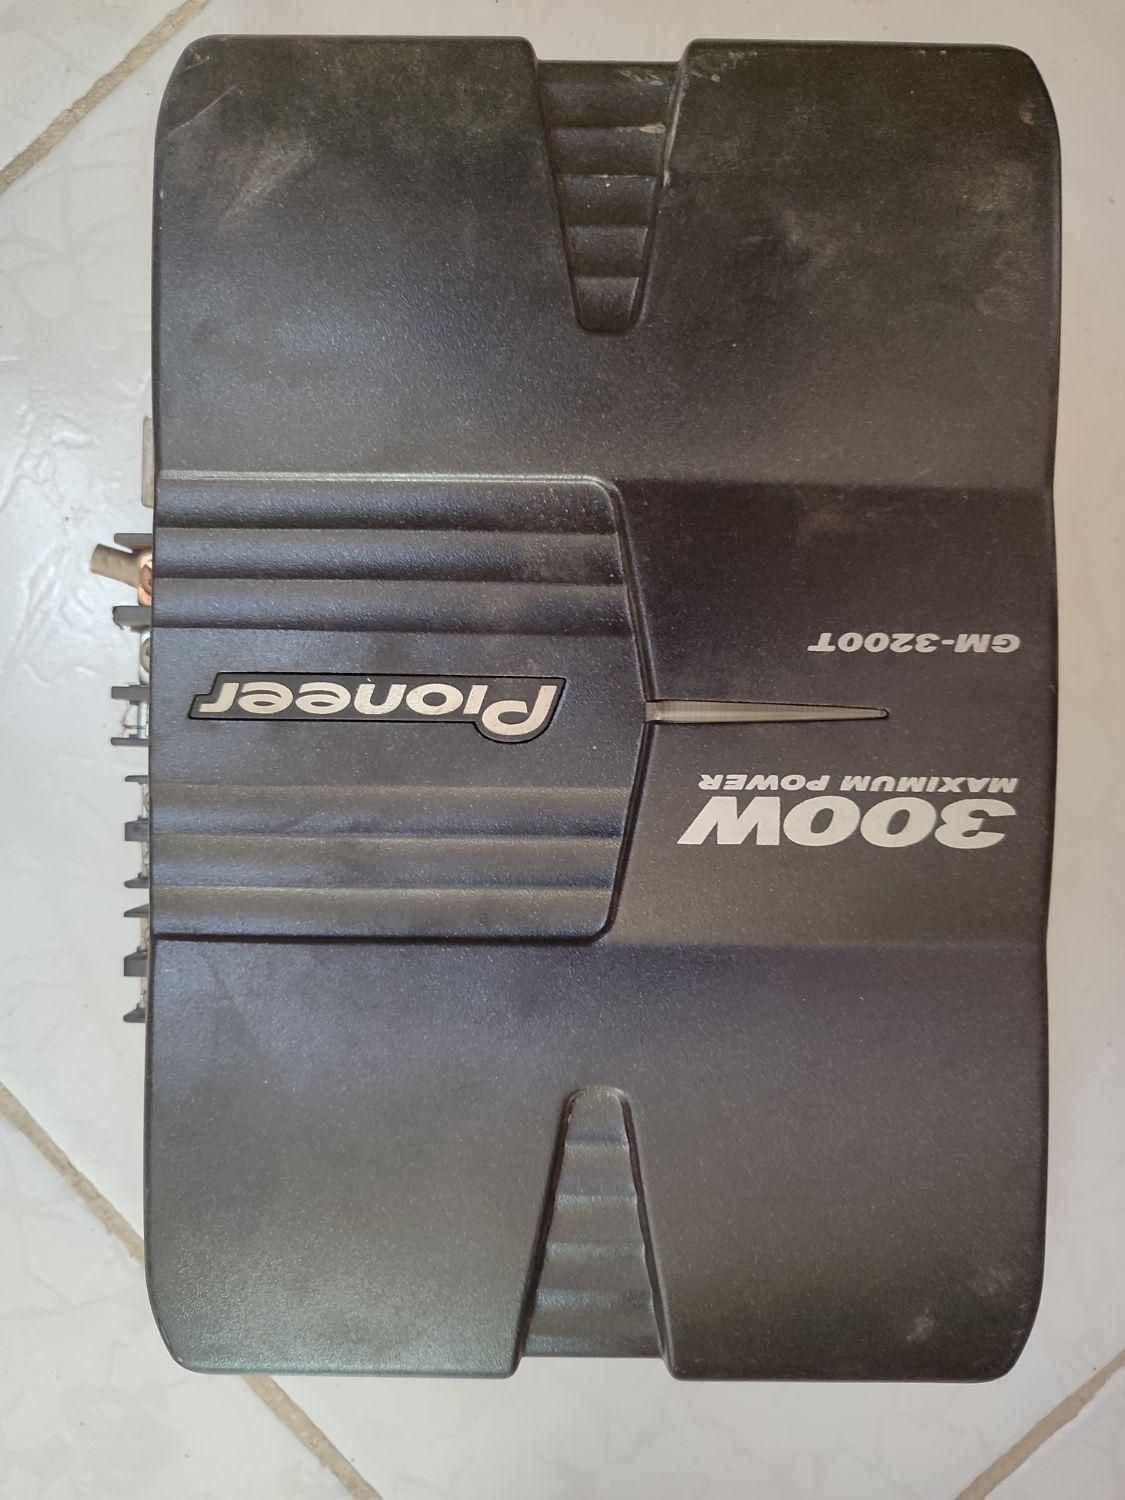 300W
MAXIMUM POWER
GM-3200T
Pioneer